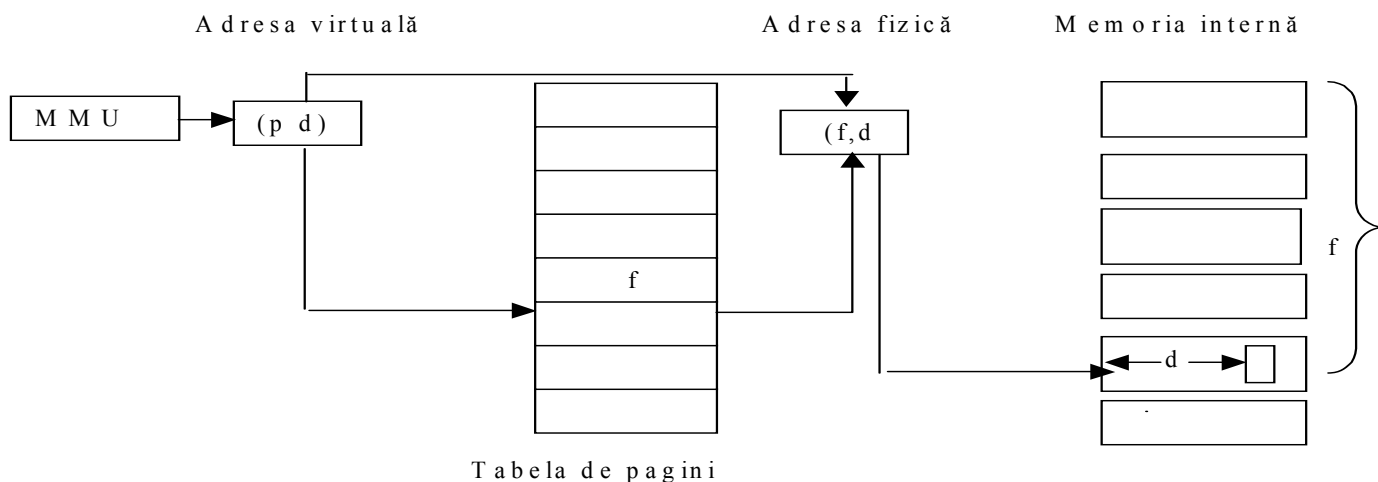 Adresa virtuală
Adresa fizică
Memoria internă
MMU
(p d)
(f,d
f
f
d
Tabela de pagini